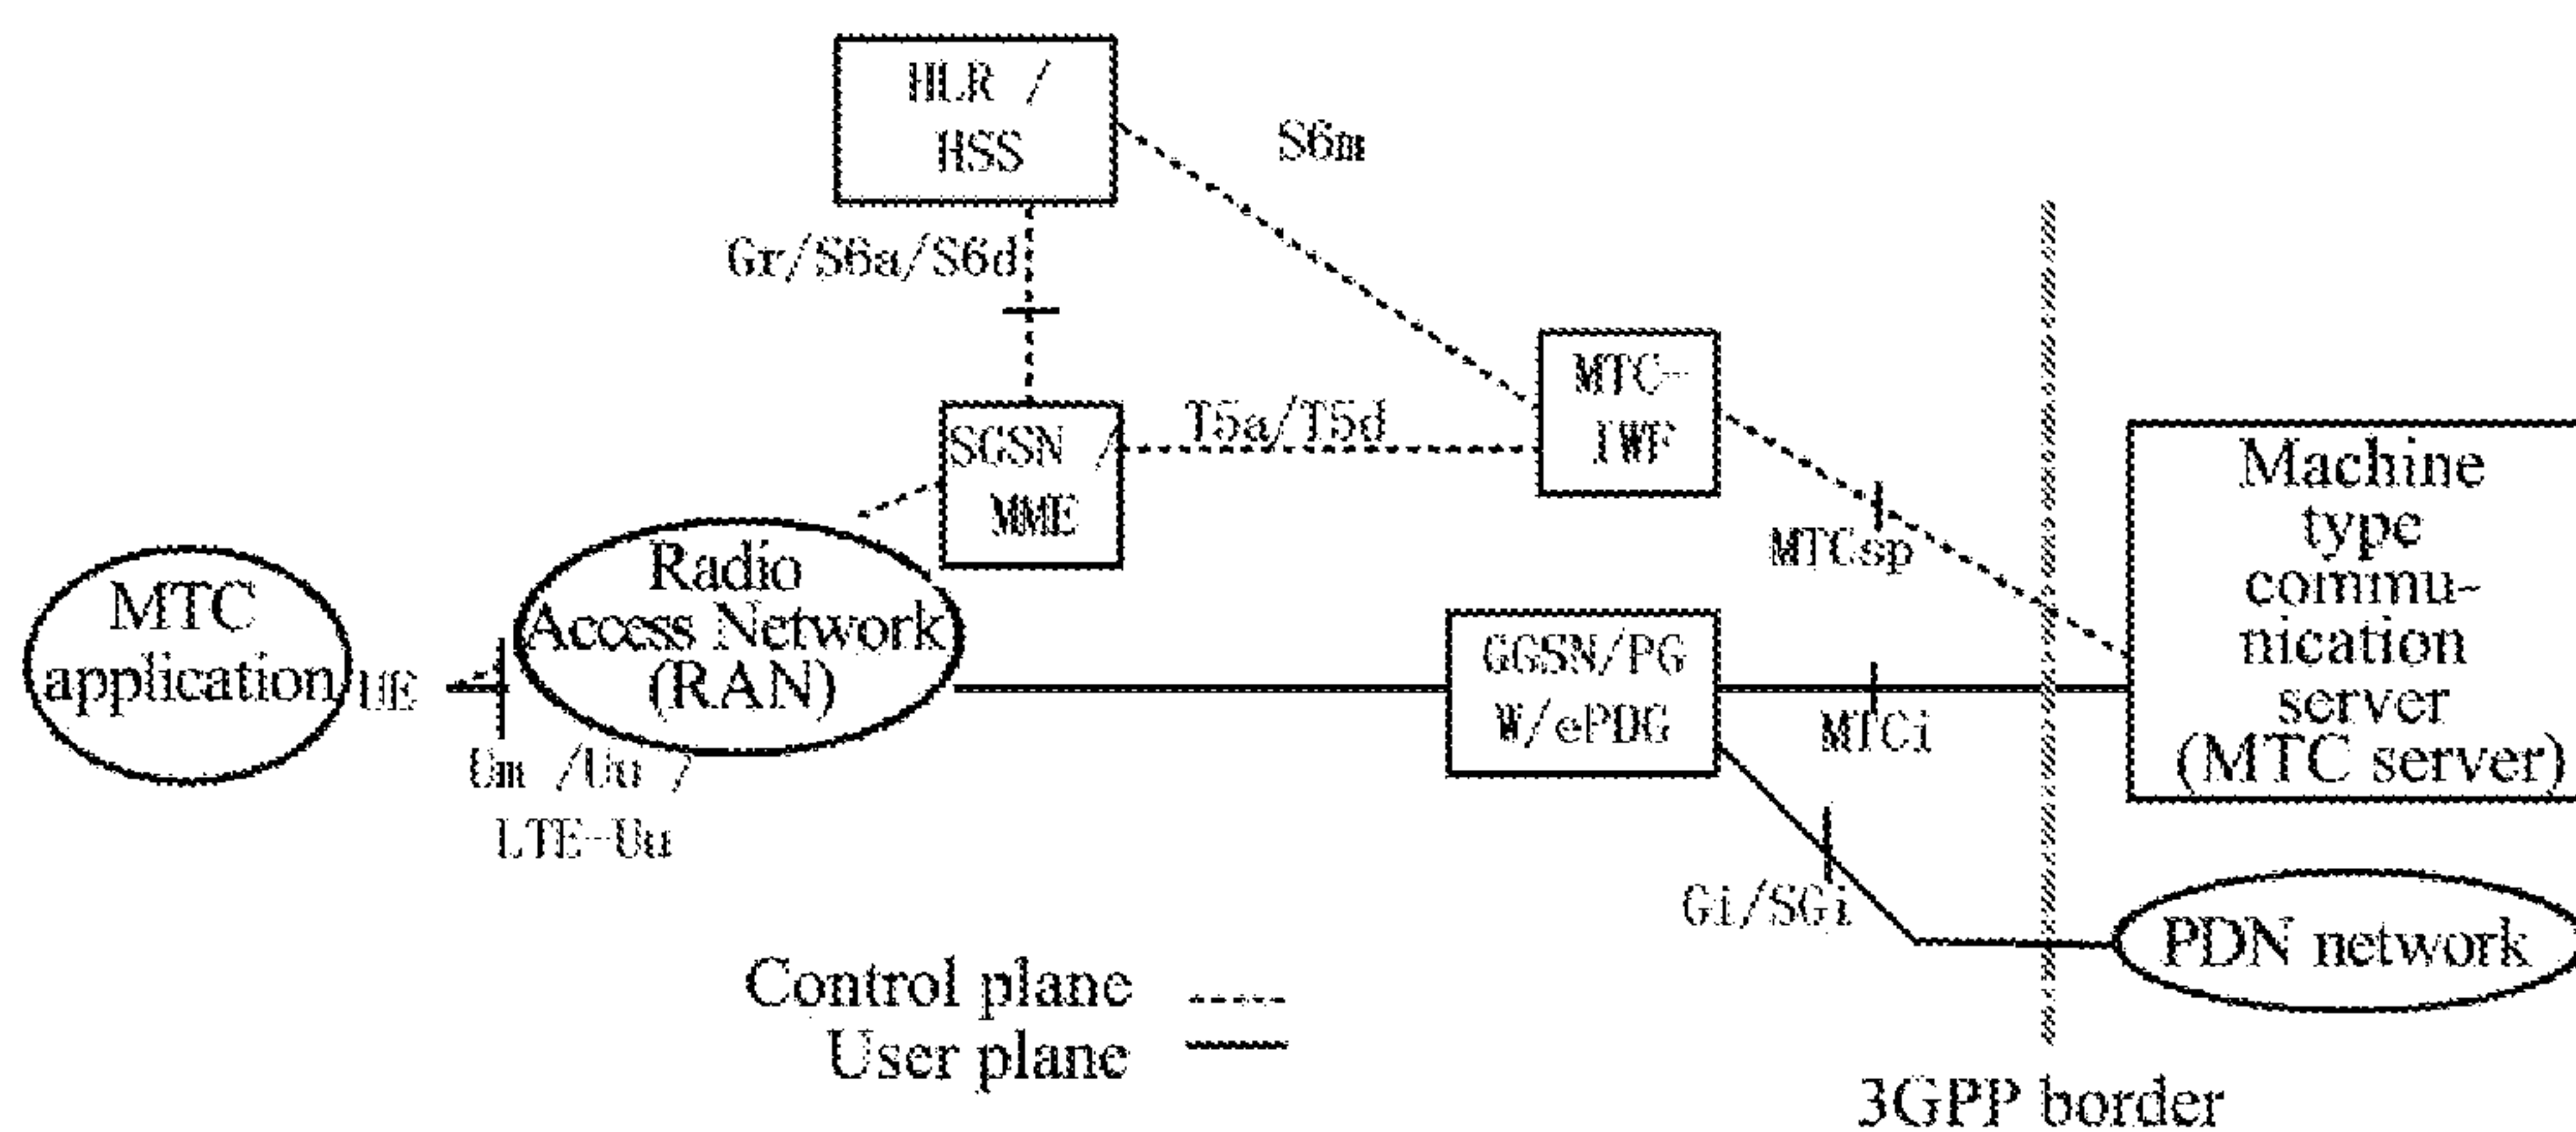 HLR /
HSS
S6m
Gr/S6a/S6d
MTC-
IWF
T5a/T5d
SGSN /
MME
Machine
type
commu-
nication
server
(MTC server)
MTCsp
Radio
Access Network
(RAN)
MTC
application
UE
GGSN/PG
W/ePDG
MTCi
Um /Uu /
LTE-Uu
Gi/SGi
PDN network
Control plane
User plane
3GPP border